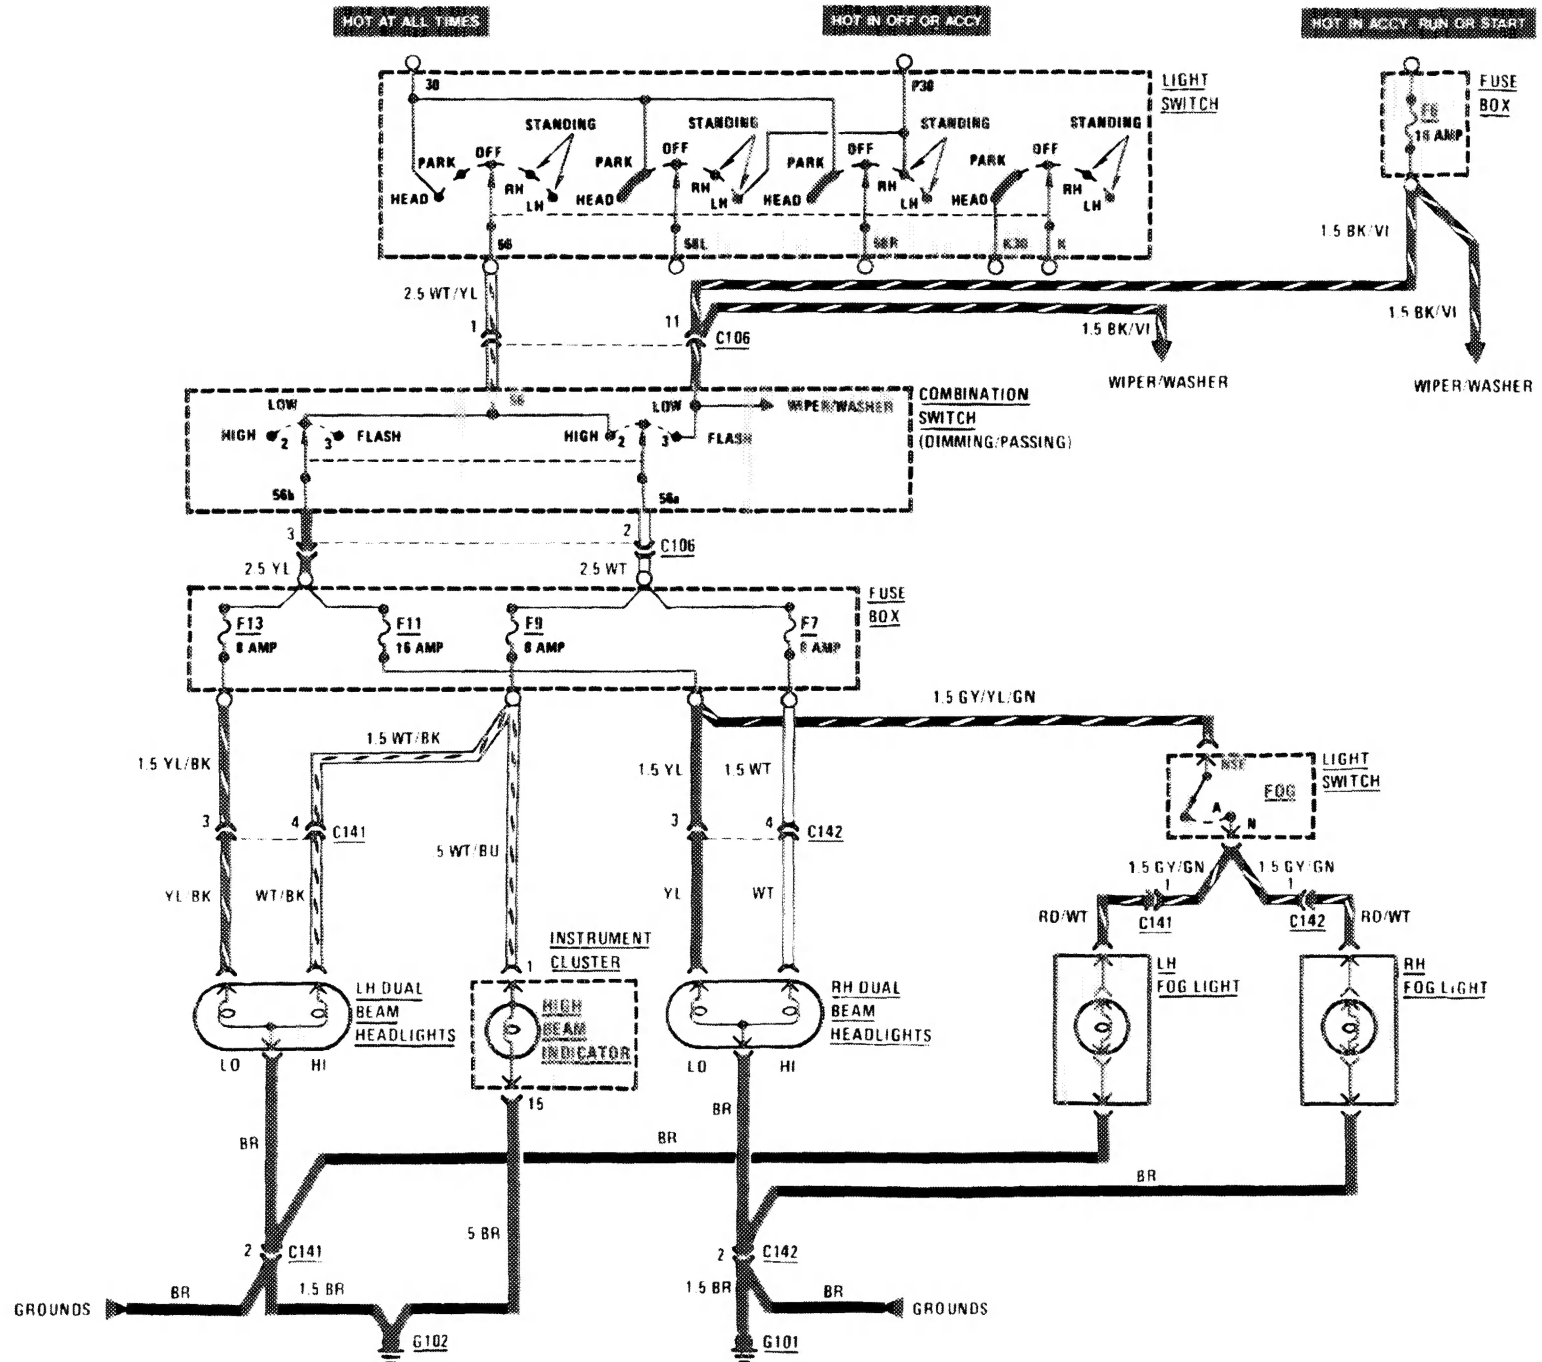 HOT AT ALL TIMES
HOT IN OFF OR ACCY
HOT IN ACCY RUN OR START
30
P30
LIGHT
SWITCH
FUSE
BOX
16 AMP
STANDING
STANDING
STANDING
STANDING
PARK
OFF
RH
LH
HEAD
PARK
OFF
RH
LH
HEAD
PARK
OFF
RH
LH
HEAD
PARK
OFF
RH
LH
HEAD
56
58L
58R
K30
K
1.5 BK/VI
1.5 BK/VI
2.5 WT/YL
1
11
C106
1.5 BK/VI
WIPER/WASHER
WIPER/WASHER
56
LOW
HIGH
2
3
FLASH
LOW
HIGH
2
3
FLASH
WIPER/WASHER
COMBINATION
SWITCH
(DIMMING/PASSING)
56b
56a
3
2
C106
2.5 YL
2.5 WT
FUSE
BOX
F13
8 AMP
F11
16 AMP
F9
8 AMP
F7
8 AMP
1.5 GY/YL/GN
1.5 WT/BK
1.5 YL/BK
1.5 YL
1.5 WT
LIGHT
SWITCH
NSE
FOG
A
N
3
4
C141
3
4
C142
5 WT/BU
YL/BK
WT/BK
YL
WT
1.5 GY/GN
1.5 GY/GN
1
1
RD/WT
C141
C142
RD/WT
INSTRUMENT
CLUSTER
1
LH DUAL
BEAM
HEADLIGHTS
HIGH
BEAM
INDICATOR
RH DUAL
BEAM
HEADLIGHTS
LH
FOG LIGHT
RH
FOG LIGHT
LO
HI
LO
HI
15
BR
BR
BR
BR
5 BR
2
C141
2
C142
BR
1.5 BR
1.5 BR
BR
GROUNDS
GROUNDS
G102
G101